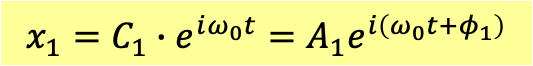 x₁ = C₁ · e^{iω₀t} = A₁e^{i(ω₀t+ϕ₁)}